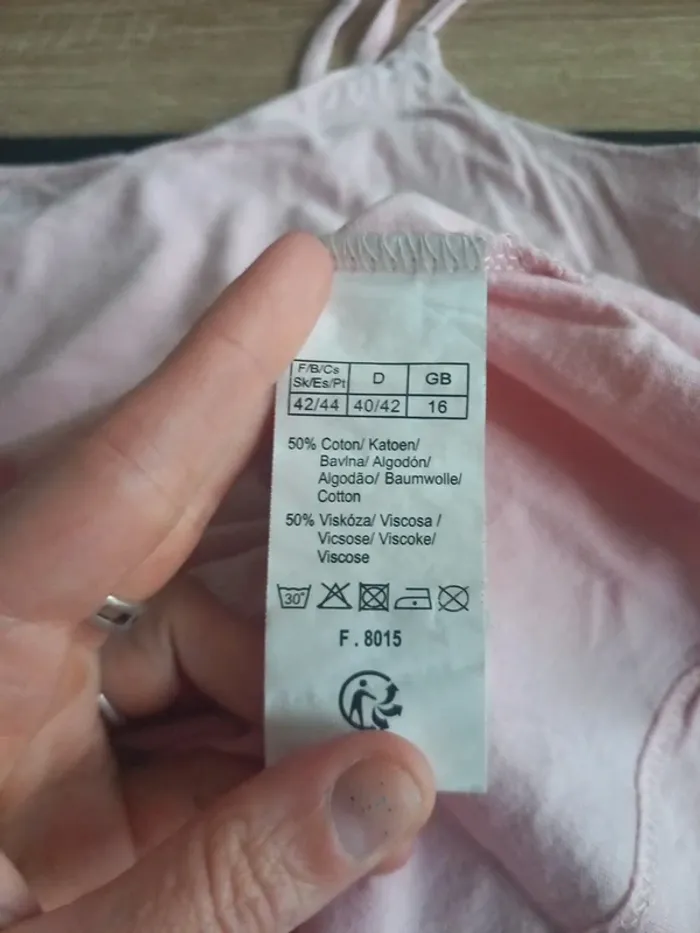 F/B/Cs
Sk/Es/Pt D GB
42/44 40/42 16
50% Coton/ Katoen/
Bavlna/ Algodón/
Algodão/ Baumwolle/
Cotton
50% Viskóza/ Viscosa /
Vicsose/ Viscoke/
Viscose
30°
F . 8015